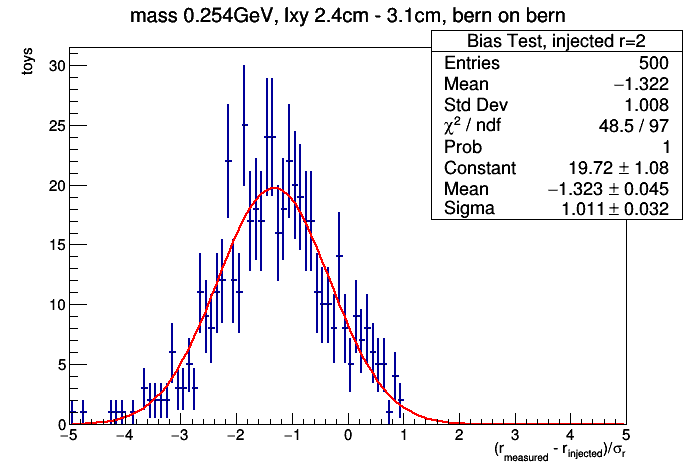 mass 0.254GeV, lxy 2.4cm - 3.1cm, bern on bern
Bias Test, injected r=2
Entries 500
Mean −1.322
Std Dev 1.008
χ² / ndf 48.5 / 97
Prob 1
Constant 19.72 ± 1.08
Mean −1.323 ± 0.045
Sigma 1.011 ± 0.032
toys
30
25
20
15
10
5
0
−5 −4 −3 −2 −1 0 1 2 3 4 5
(r_measured - r_injected)/σ_r